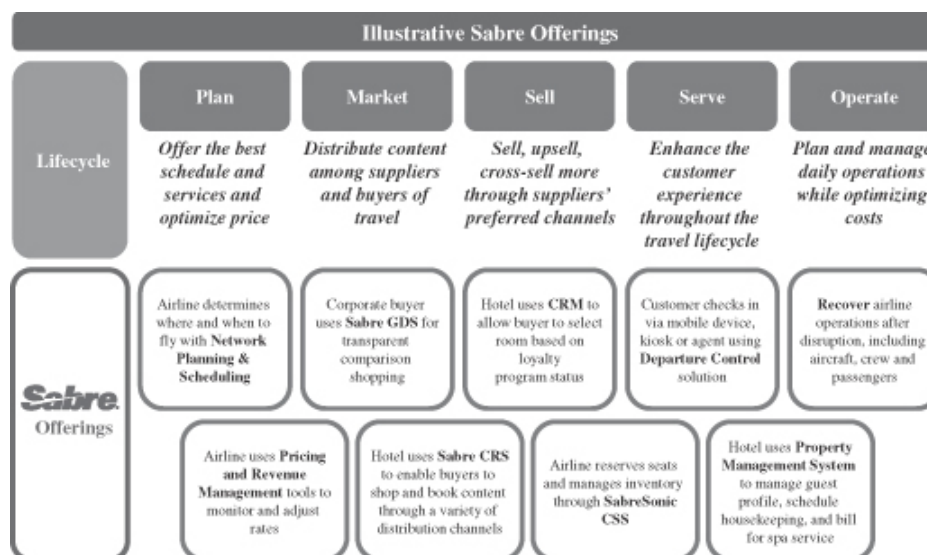 Illustrative Sabre Offerings
Lifecycle
Plan
Market
Sell
Serve
Operate
Offer the best
schedule and
services and
optimize price
Distribute content
among suppliers
and buyers of
travel
Sell, upsell,
cross-sell more
through suppliers'
preferred channels
Enhance the
customer
experience
throughout the
travel lifecycle
Plan and manage
daily operations
while optimizing
costs
Sabre
Offerings
Airline determines
where and when to
fly with Network
Planning &
Scheduling
Corporate buyer
uses Sabre GDS for
transparent
comparison
shopping
Hotel uses CRM to
allow buyer to select
room based on
loyalty
program status
Customer checks in
via mobile device,
kiosk or agent using
Departure Control
solution
Recover airline
operations after
disruption, including
aircraft, crew and
passengers
Airline uses Pricing
and Revenue
Management tools to
monitor and adjust
rates
Hotel uses Sabre CRS
to enable buyers to
shop and book content
through a variety of
distribution channels
Airline reserves seats
and manages inventory
through SabreSonic
CSS
Hotel uses Property
Management System
to manage guest
profile, schedule
housekeeping, and bill
for spa service